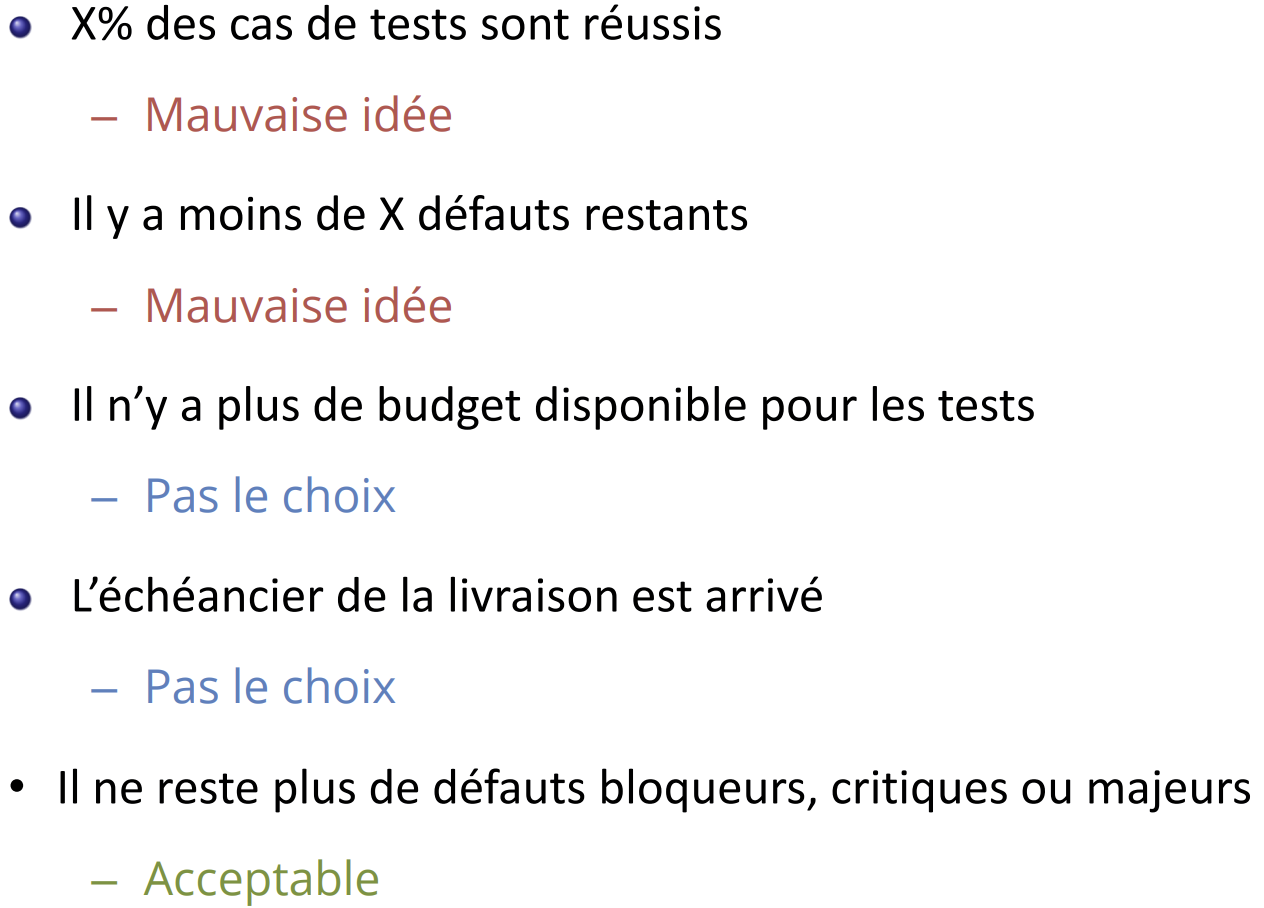 X% des cas de tests sont réussis
– Mauvaise idée
Il y a moins de X défauts restants
– Mauvaise idée
Il n’y a plus de budget disponible pour les tests
– Pas le choix
L’échéancier de la livraison est arrivé
– Pas le choix
• Il ne reste plus de défauts bloqueurs, critiques ou majeurs
– Acceptable